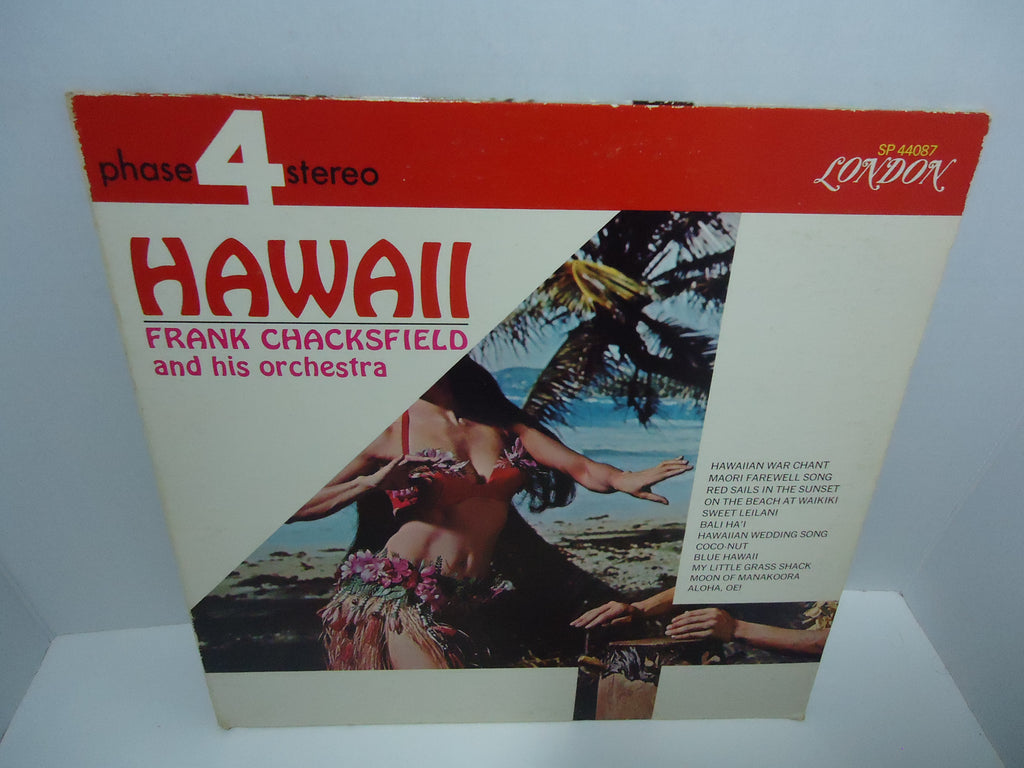 phase 4 stereo
SP 44087
LONDON
HAWAII
FRANK CHACKSFIELD
and his orchestra
HAWAIIAN WAR CHANT
MAORI FAREWELL SONG
RED SAILS IN THE SUNSET
ON THE BEACH AT WAIKIKI
SWEET LEILANI
BALI HA'I
HAWAIIAN WEDDING SONG
COCO-NUT
BLUE HAWAII
MY LITTLE GRASS SHACK
MOON OF MANAKOORA
ALOHA, OE!